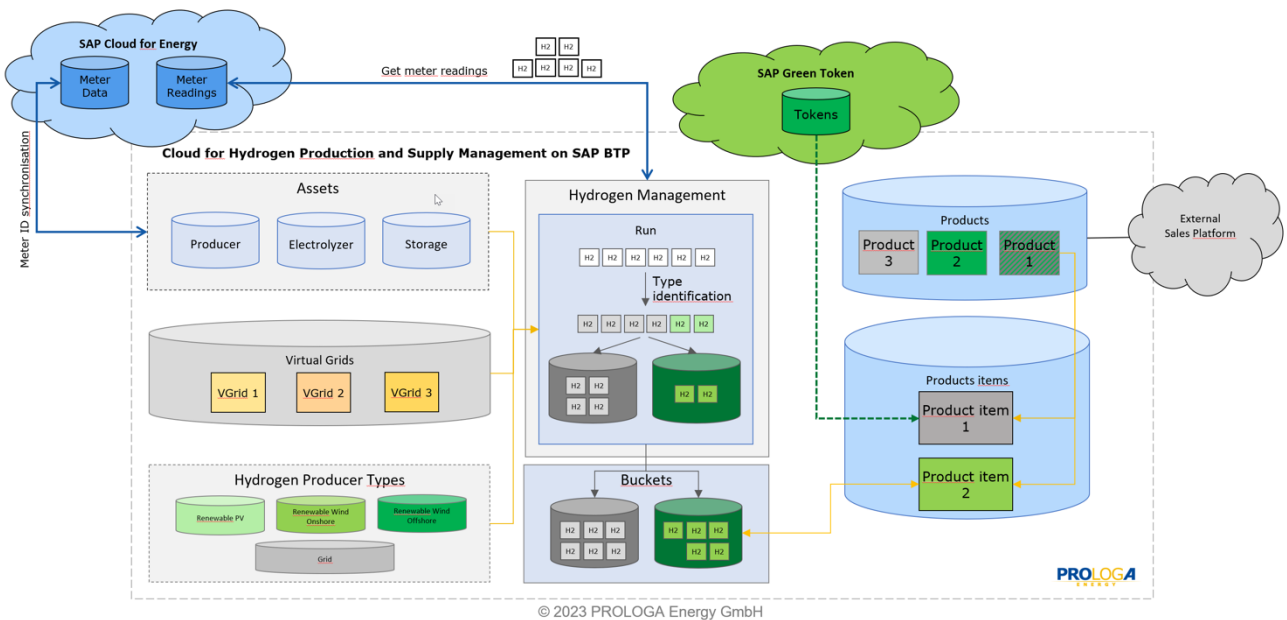 SAP Cloud for Energy
Meter
Data
Meter
Readings
Get meter readings
H2 H2
H2 H2 H2 H2
SAP Green Token
Tokens
Meter ID synchronisation
Cloud for Hydrogen Production and Supply Management on SAP BTP
Assets
Producer
Electrolyzer
Storage
Virtual Grids
VGrid 1
VGrid 2
VGrid 3
Hydrogen Producer Types
Renewable PV
Renewable Wind
Onshore
Renewable Wind
Offshore
Grid
Hydrogen Management
Run
H2 H2 H2 H2 H2 H2
Type
identification
H2 H2 H2 H2 H2 H2
H2 H2
H2 H2
H2 H2
Buckets
H2 H2 H2
H2 H2 H2
H2 H2 H2
H2 H2
Products
Product
3
Product
2
Product
1
External
Sales Platform
Products items
Product item
1
Product item
2
PROLOGA
ENERGY
© 2023 PROLOGA Energy GmbH